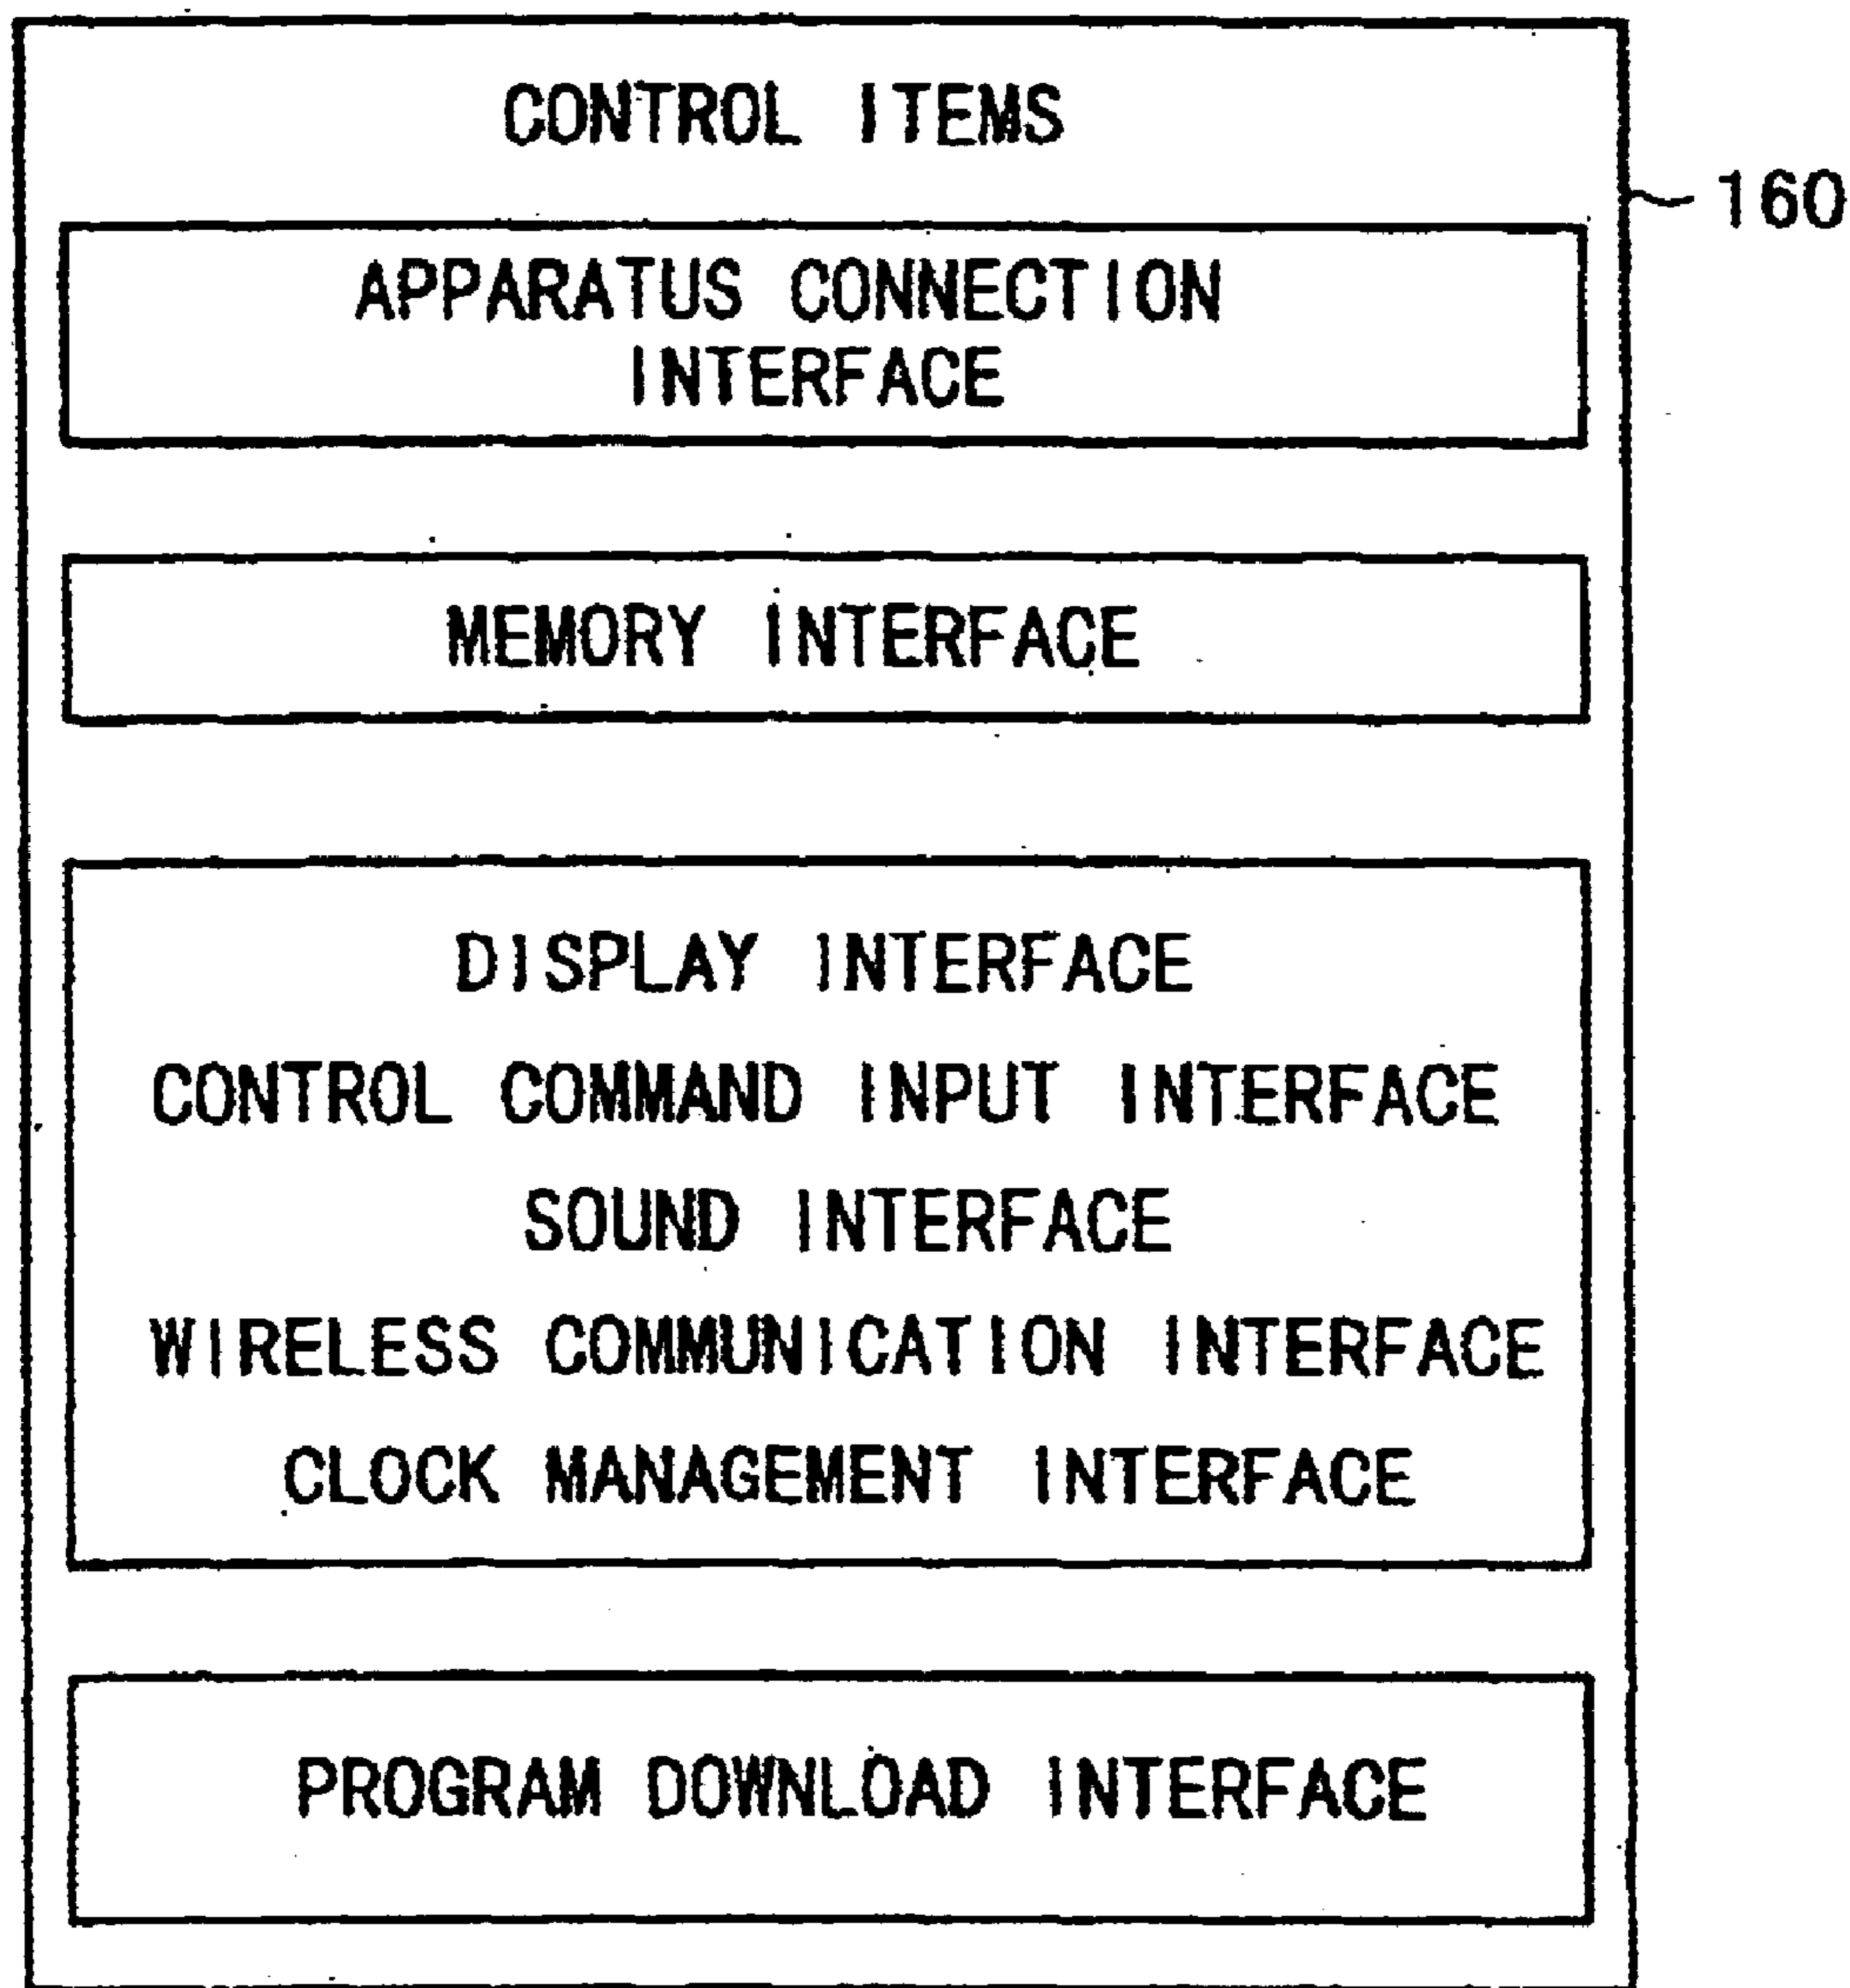 CONTROL ITEMS
160
APPARATUS CONNECTION
INTERFACE
MEMORY INTERFACE
DISPLAY INTERFACE
CONTROL COMMAND INPUT INTERFACE
SOUND INTERFACE
WIRELESS COMMUNICATION INTERFACE
CLOCK MANAGEMENT INTERFACE
PROGRAM DOWNLOAD INTERFACE